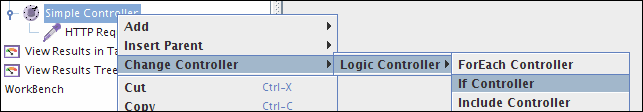 Simple Controller
HTTP Req
View Results in Ta
View Results Tree
WorkBench
Add
Insert Parent
Change Controller
Cut Ctrl-X
Copy Ctrl-C
Logic Controller
ForEach Controller
If Controller
Include Controller